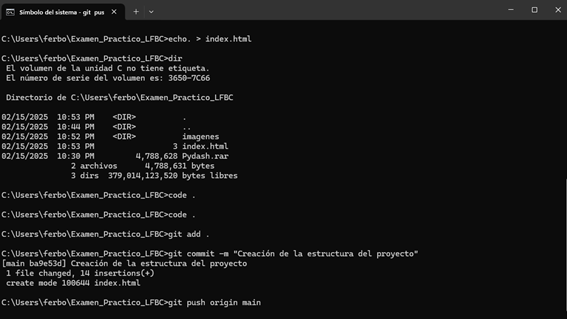 Símbolo del sistema - git pus
C:\Users\ferbo\Examen_Practico_LFBC>echo. > index.html
C:\Users\ferbo\Examen_Practico_LFBC>dir
El volumen de la unidad C no tiene etiqueta.
El número de serie del volumen es: 3650-7C66
Directorio de C:\Users\ferbo\Examen_Practico_LFBC
02/15/2025 10:53 PM <DIR> .
02/15/2025 10:44 PM <DIR> ..
02/15/2025 10:52 PM <DIR> imagenes
02/15/2025 10:53 PM 3 index.html
02/15/2025 10:30 PM 4,788,628 Pydash.rar
2 archivos 4,788,631 bytes
3 dirs 379,014,123,520 bytes libres
C:\Users\ferbo\Examen_Practico_LFBC>code .
C:\Users\ferbo\Examen_Practico_LFBC>code .
C:\Users\ferbo\Examen_Practico_LFBC>git add .
C:\Users\ferbo\Examen_Practico_LFBC>git commit -m "Creación de la estructura del proyecto"
[main ba9e53d] Creación de la estructura del proyecto
1 file changed, 14 insertions(+)
create mode 100644 index.html
C:\Users\ferbo\Examen_Practico_LFBC>git push origin main